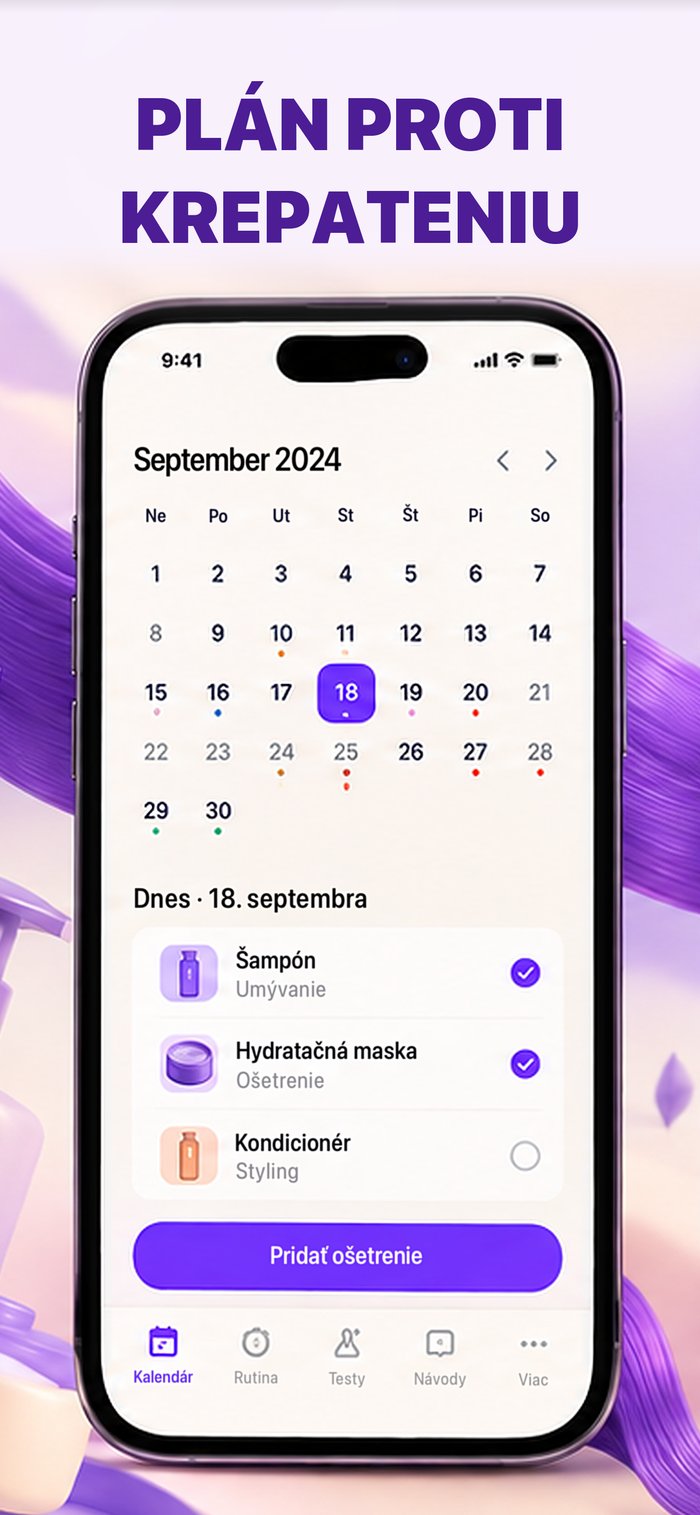 PLÁN PROTI
KREPATENIU
9:41
September 2024
Ne Po Ut St Št Pi So
1 2 3 4 5 6 7
8 9 10 11 12 13 14
15 16 17 18 19 20 21
22 23 24 25 26 27 28
29 30
Dnes · 18. septembra
Šampón
Umývanie
Hydratačná maska
Ošetrenie
Kondicionér
Styling
Pridať ošetrenie
Kalendár Rutina Testy Návody Viac